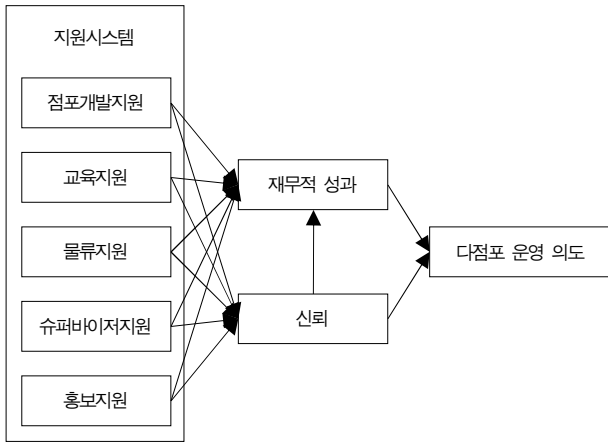 지원시스템
점포개발지원
교육지원
물류지원
슈퍼바이저지원
홍보지원
재무적 성과
신뢰
다점포 운영 의도